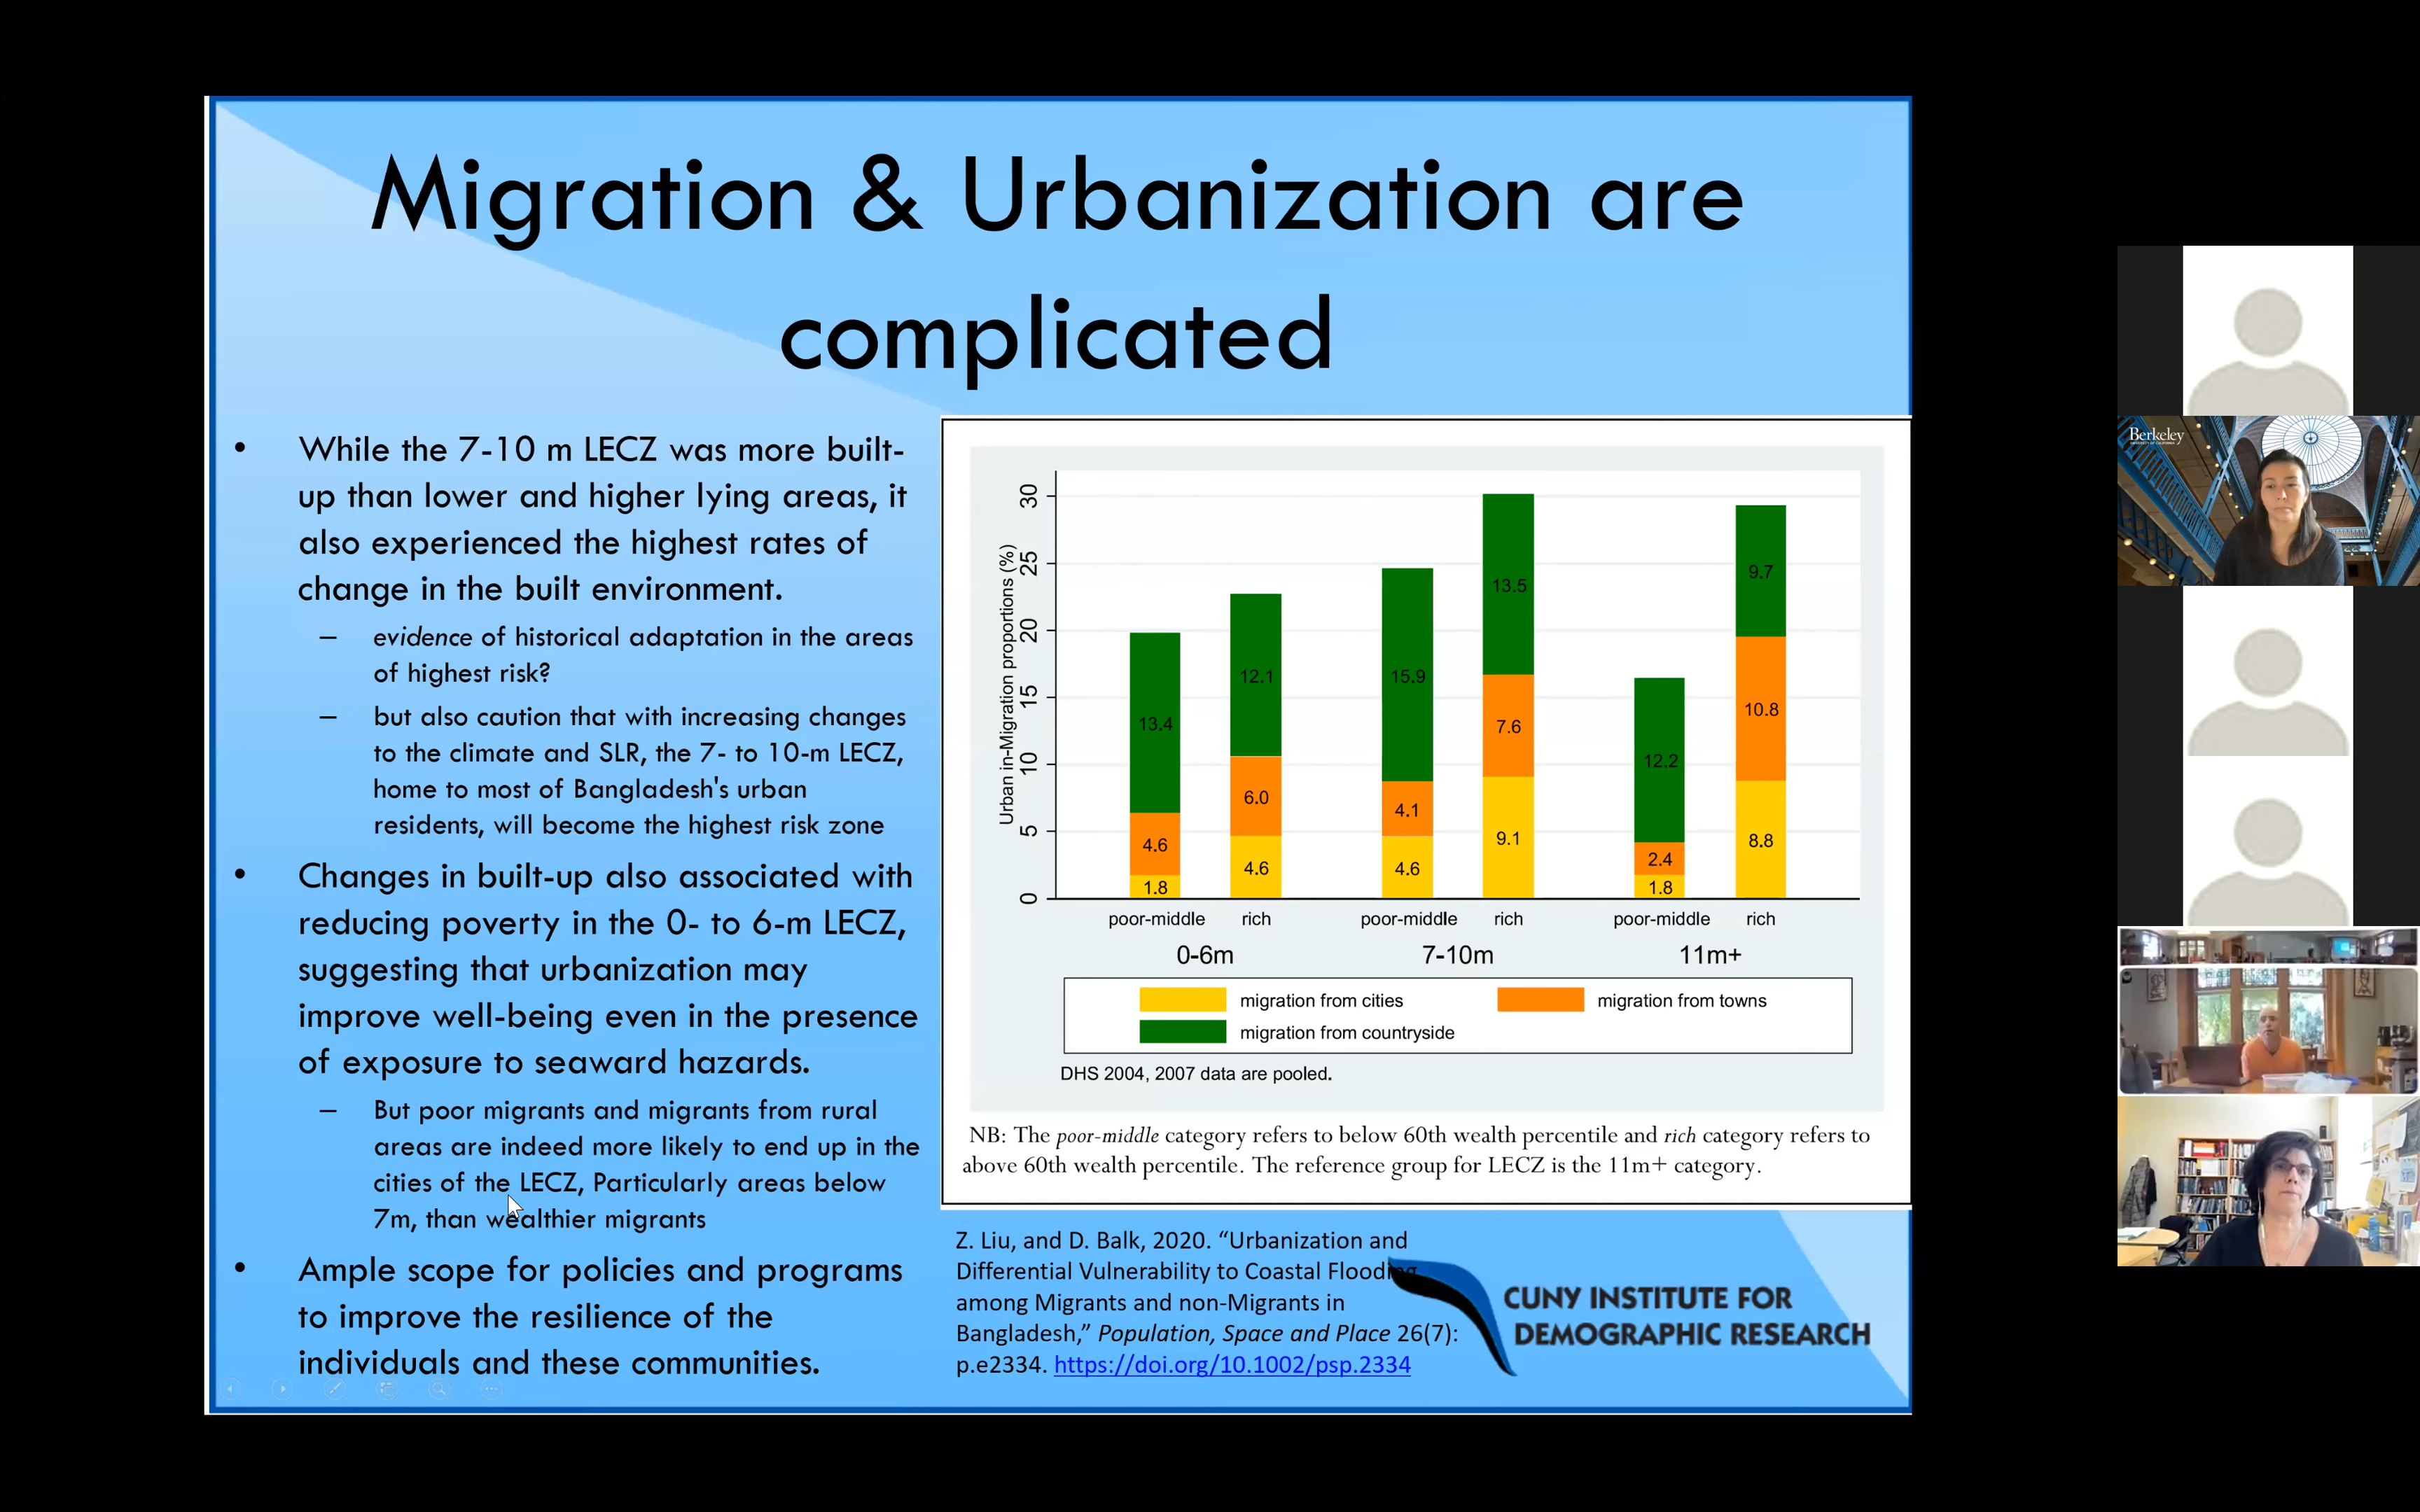 Migration & Urbanization are
complicated
• While the 7-10 m LECZ was more built-
up than lower and higher lying areas, it
also experienced the highest rates of
change in the built environment.
– evidence of historical adaptation in the areas
of highest risk?
– but also caution that with increasing changes
to the climate and SLR, the 7- to 10-m LECZ,
home to most of Bangladesh's urban
residents, will become the highest risk zone
• Changes in built-up also associated with
reducing poverty in the 0- to 6-m LECZ,
suggesting that urbanization may
improve well-being even in the presence
of exposure to seaward hazards.
– But poor migrants and migrants from rural
areas are indeed more likely to end up in the
cities of the LECZ, Particularly areas below
7m, than wealthier migrants
• Ample scope for policies and programs
to improve the resilience of the
individuals and these communities.
Urban in-Migration proportions (%)
30
25
20
15
10
5
0
13.4
4.6
1.8
12.1
6.0
4.6
15.9
4.1
4.6
13.5
7.6
9.1
12.2
2.4
1.8
9.7
10.8
8.8
poor-middle rich poor-middle rich poor-middle rich
0-6m 7-10m 11m+
migration from cities migration from towns
migration from countryside
DHS 2004, 2007 data are pooled.
NB: The poor-middle category refers to below 60th wealth percentile and rich category refers to
above 60th wealth percentile. The reference group for LECZ is the 11m+ category.
Z. Liu, and D. Balk, 2020. “Urbanization and
Differential Vulnerability to Coastal Flooding
among Migrants and non-Migrants in
Bangladesh,” Population, Space and Place 26(7):
p.e2334. https://doi.org/10.1002/psp.2334
CUNY INSTITUTE FOR
DEMOGRAPHIC RESEARCH
Berkeley